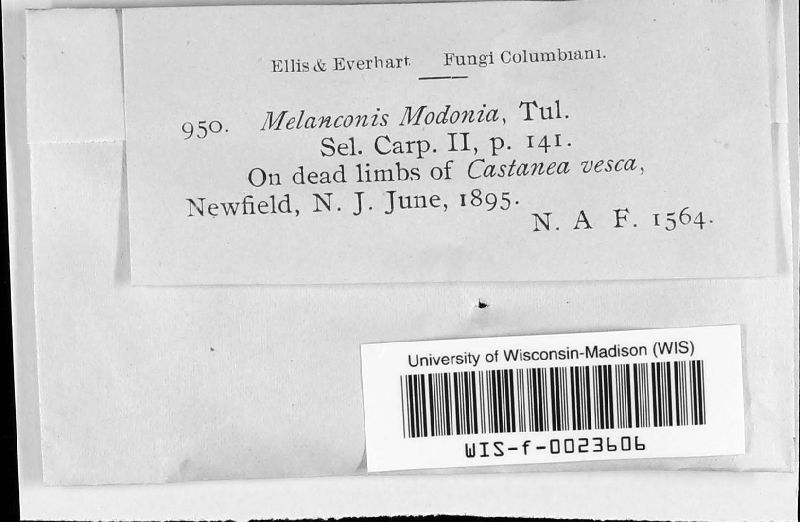 Ellis & Everhart. Fungi Columbiani.
950. Melanconis Modonia, Tul.
Sel. Carp. II, p. 141.
On dead limbs of Castanea vesca,
Newfield, N. J. June, 1895.
N. A F. 1564.
University of Wisconsin-Madison (WIS)
WIS-f-0023606